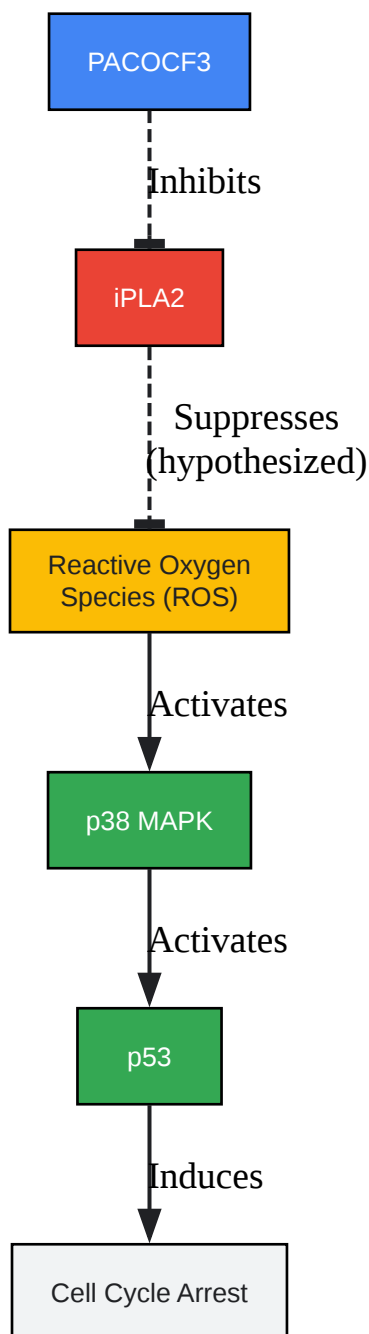 PACOCF3
Inhibits
iPLA2
Suppresses
(hypothesized)
Reactive Oxygen
Species (ROS)
Activates
p38 MAPK
Activates
p53
Induces
Cell Cycle Arrest